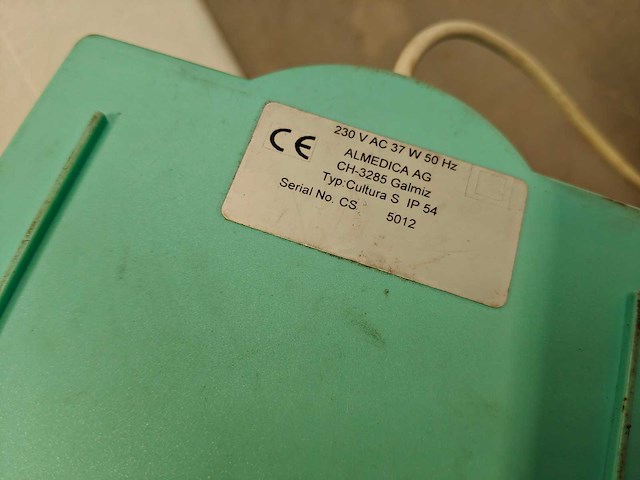 CE
230 V AC 37 W 50 Hz
ALMEDICA AG
CH-3285 Galmiz
Typ:Cultura S IP 54
Serial No. CS 5012